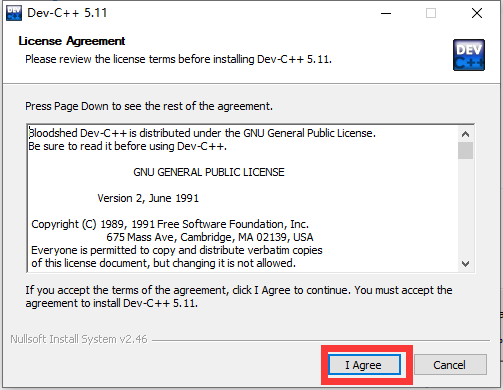 Dev-C++ 5.11
License Agreement
Please review the license terms before installing Dev-C++ 5.11.
DEV
C++
Press Page Down to see the rest of the agreement.
Bloodshed Dev-C++ is distributed under the GNU General Public License.
Be sure to read it before using Dev-C++.
GNU GENERAL PUBLIC LICENSE
Version 2, June 1991
Copyright (C) 1989, 1991 Free Software Foundation, Inc.
675 Mass Ave, Cambridge, MA 02139, USA
Everyone is permitted to copy and distribute verbatim copies
of this license document, but changing it is not allowed.
If you accept the terms of the agreement, click I Agree to continue. You must accept the
agreement to install Dev-C++ 5.11.
Nullsoft Install System v2.46
I Agree
Cancel